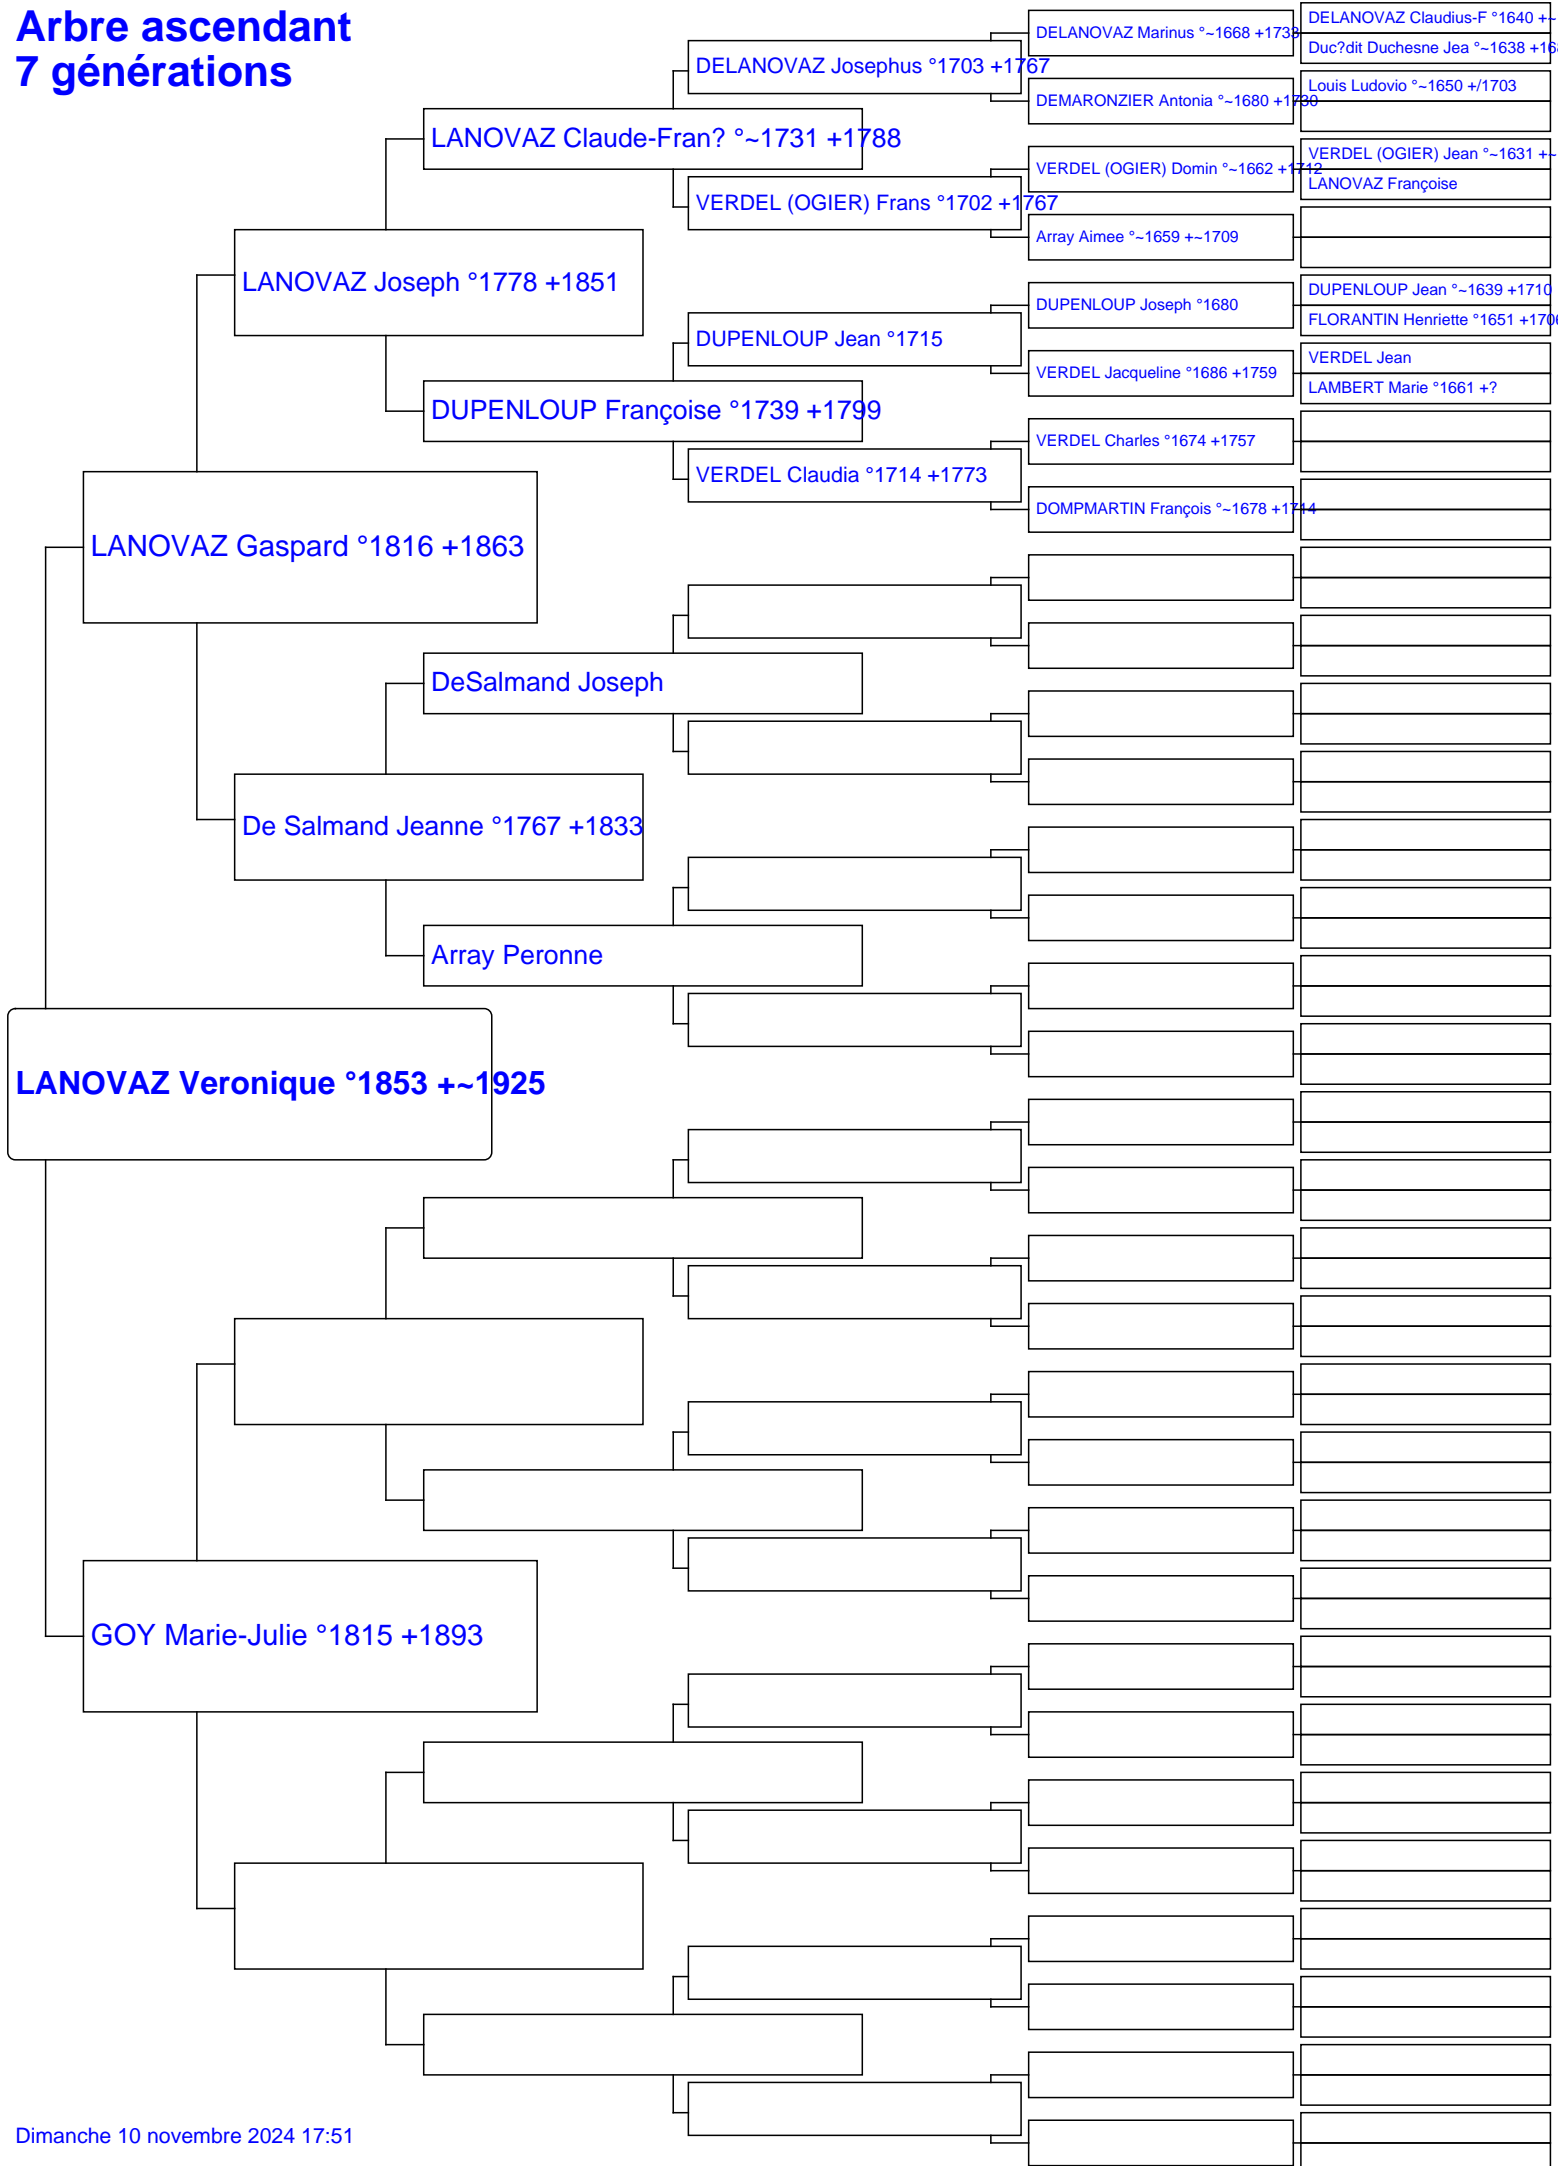 Arbre ascendant
7 générations
DELANOVAZ Claudius-F °1640 +~
DELANOVAZ Marinus °~1668 +1733
Duc?dit Duchesne Jea °~1638 +168
DELANOVAZ Josephus °1703 +1767
Louis Ludovio °~1650 +/1703
DEMARONZIER Antonia °~1680 +1730
LANOVAZ Claude-Fran? °~1731 +1788
VERDEL (OGIER) Jean °~1631 +~
VERDEL (OGIER) Domin °~1662 +1712
LANOVAZ Françoise
VERDEL (OGIER) Frans °1702 +1767
Array Aimee °~1659 +~1709
LANOVAZ Joseph °1778 +1851
DUPENLOUP Jean °~1639 +1710
DUPENLOUP Joseph °1680
FLORANTIN Henriette °1651 +1706
DUPENLOUP Jean °1715
VERDEL Jean
VERDEL Jacqueline °1686 +1759
LAMBERT Marie °1661 +?
DUPENLOUP Françoise °1739 +1799
VERDEL Charles °1674 +1757
VERDEL Claudia °1714 +1773
DOMPMARTIN François °~1678 +1714
LANOVAZ Gaspard °1816 +1863
DeSalmand Joseph
De Salmand Jeanne °1767 +1833
Array Peronne
LANOVAZ Veronique °1853 +~1925
GOY Marie-Julie °1815 +1893
Dimanche 10 novembre 2024 17:51